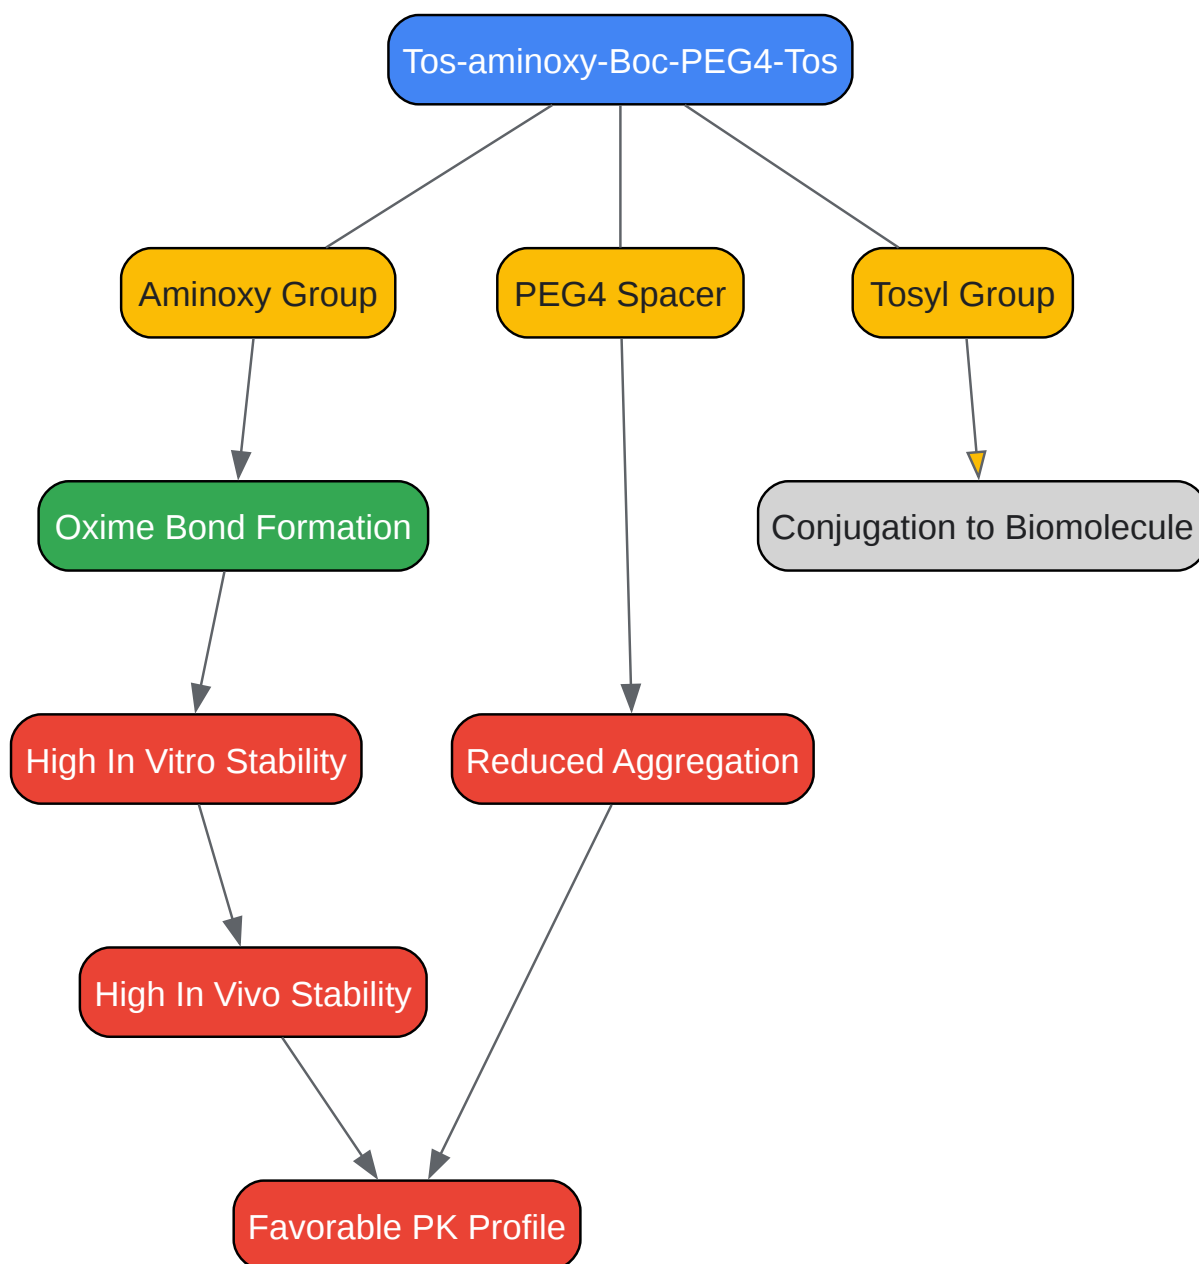 Tos-aminoxy-Boc-PEG4-Tos
Aminoxy Group
PEG4 Spacer
Tosyl Group
Oxime Bond Formation
Conjugation to Biomolecule
High In Vitro Stability
Reduced Aggregation
High In Vivo Stability
Favorable PK Profile